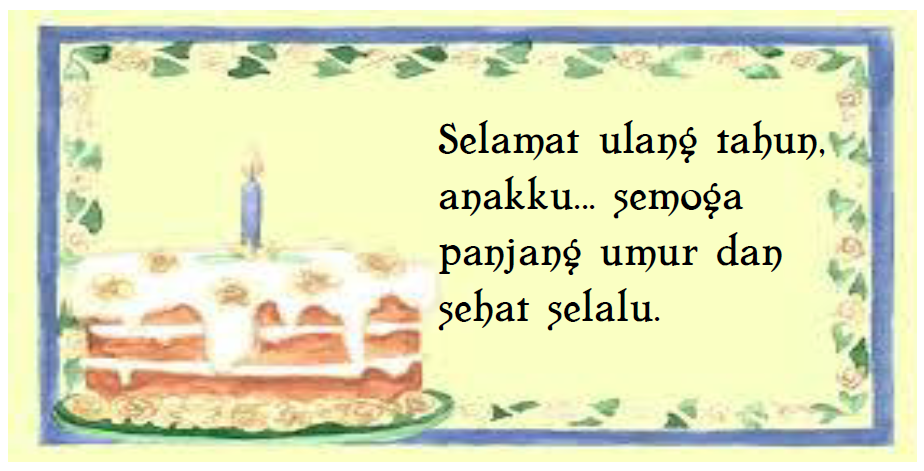 Selamat ulang tahun,
anakku... semoga
panjang umur dan
sehat selalu.